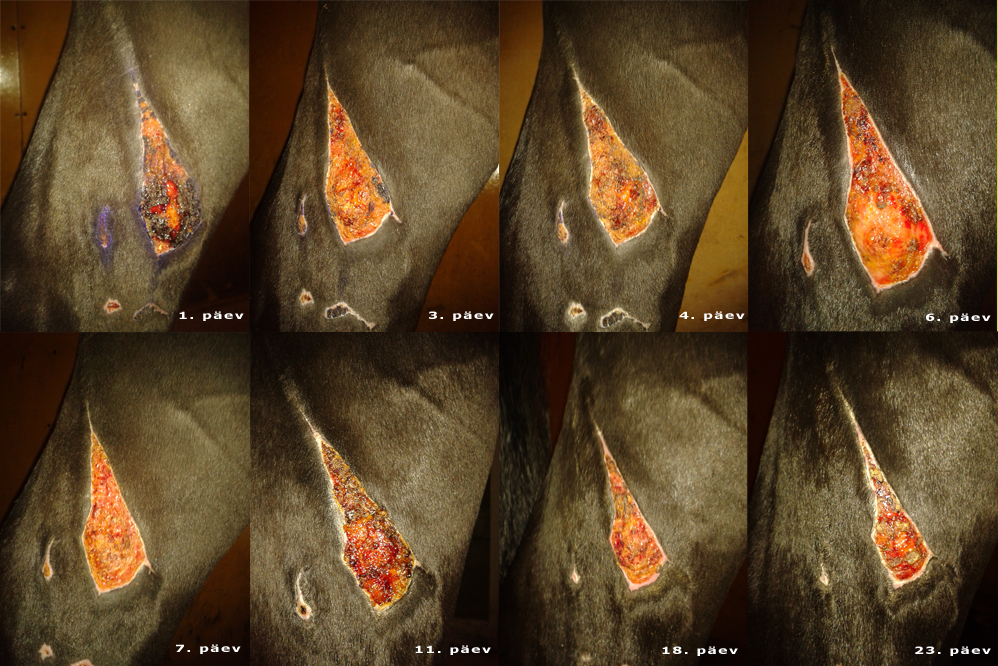 1. päev
3. päev
4. päev
6. päev
7. päev
11. päev
18. päev
23. päev